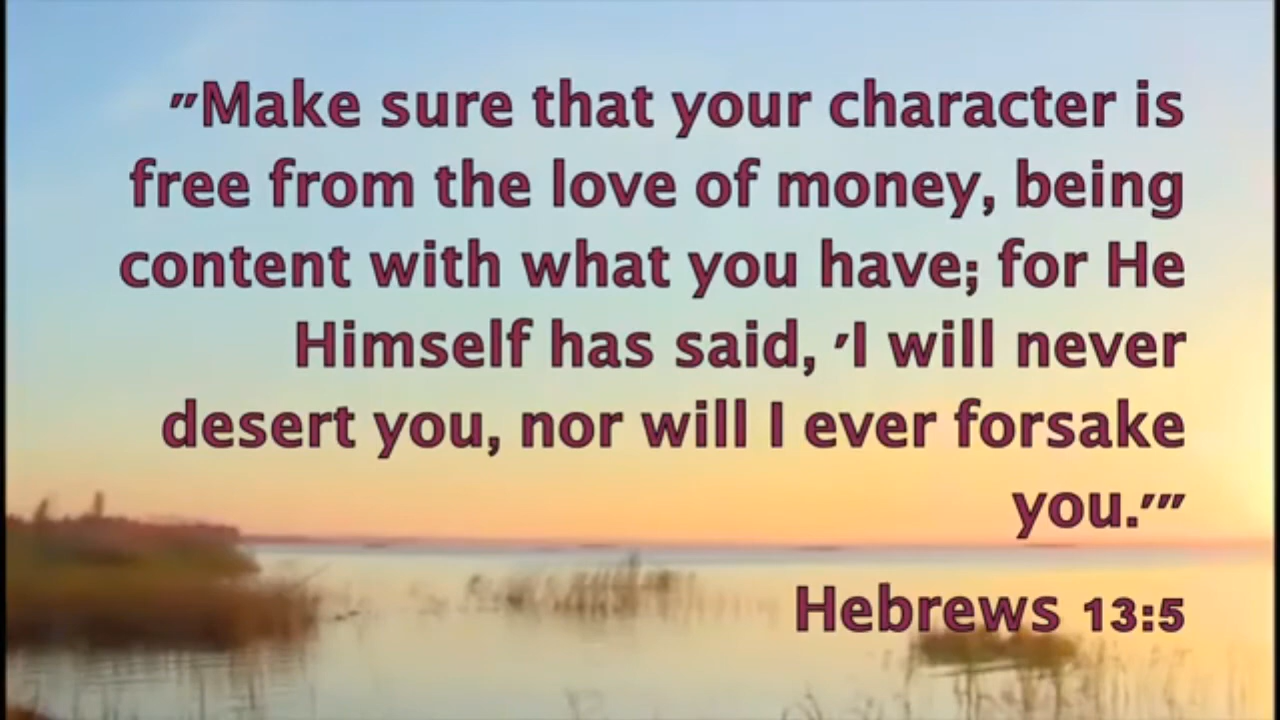 "Make sure that your character is
free from the love of money, being
content with what you have; for He
Himself has said, 'I will never
desert you, nor will I ever forsake
you.'"
Hebrews 13:5